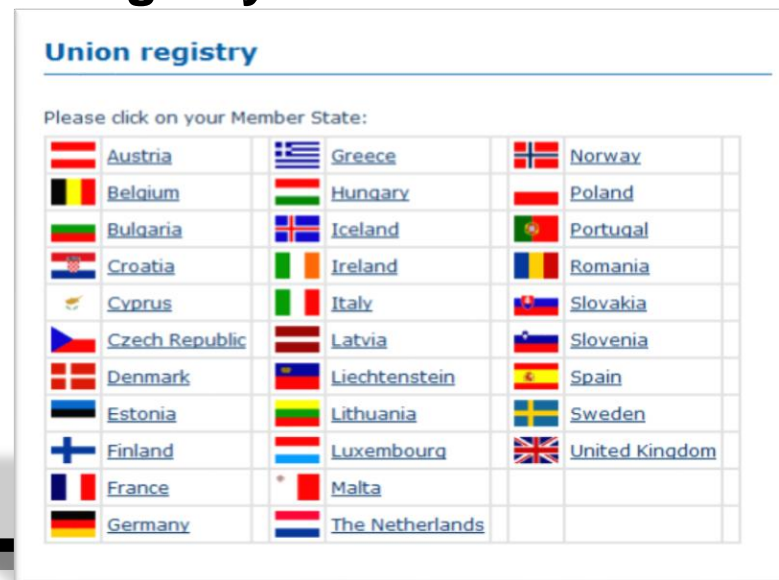 Union registry
Please click on your Member State:
Austria Greece Norway
Belgium Hungary Poland
Bulgaria Iceland Portugal
Croatia Ireland Romania
Cyprus Italy Slovakia
Czech Republic Latvia Slovenia
Denmark Liechtenstein Spain
Estonia Lithuania Sweden
Finland Luxembourg United Kingdom
France Malta
Germany The Netherlands